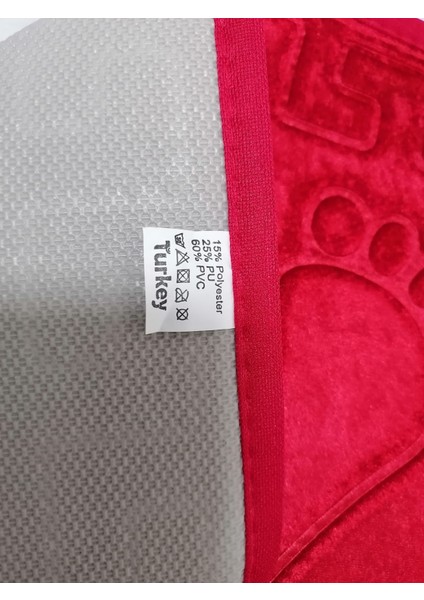 15% Polyester
25% PU
60% PVC
Turkey